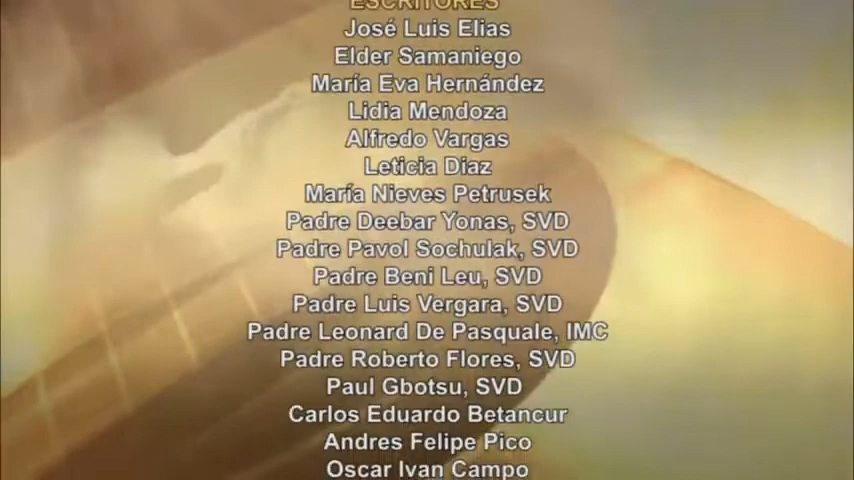 ESCRITORES
José Luis Elias
Elder Samaniego
María Eva Hernández
Lidia Mendoza
Alfredo Vargas
Leticia Diaz
María Nieves Petrusek
Padre Deebar Yonas, SVD
Padre Pavol Sochulak, SVD
Padre Beni Leu, SVD
Padre Luis Vergara, SVD
Padre Leonard De Pasquale, IMC
Padre Roberto Flores, SVD
Paul Gbotsu, SVD
Carlos Eduardo Betancur
Andres Felipe Pico
Oscar Ivan Campo